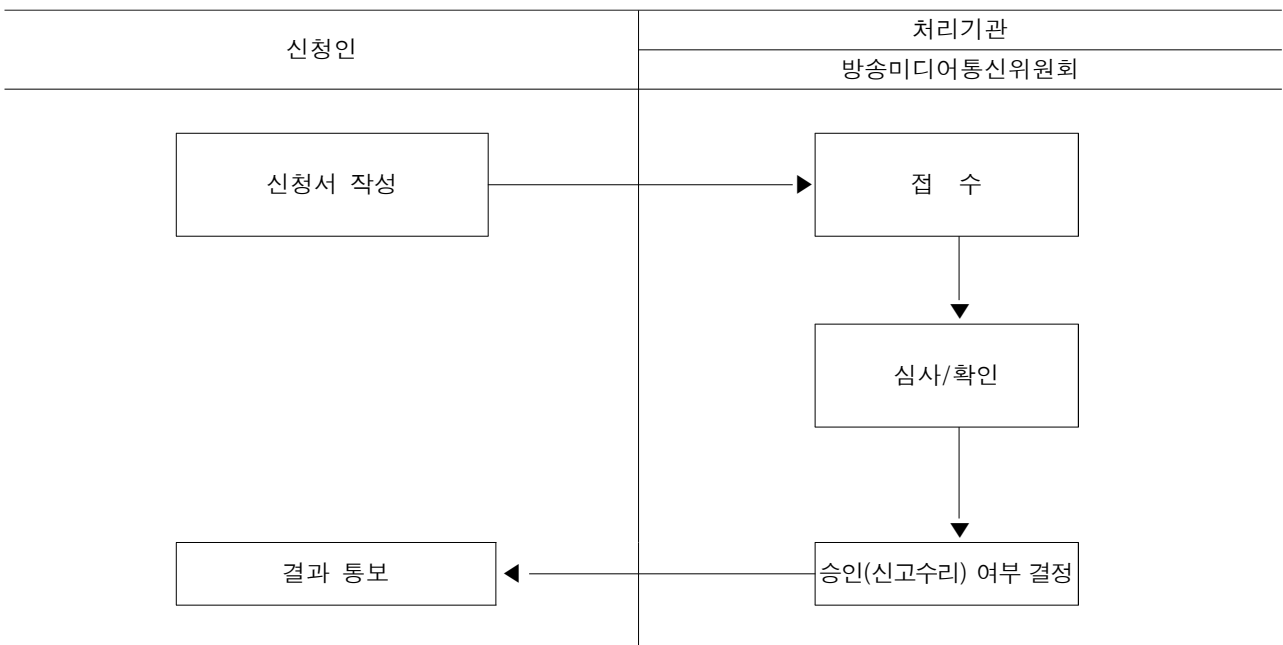 신청인
처리기관
방송미디어통신위원회
신청서 작성
접 수
심사/확인
결과 통보
승인(신고수리) 여부 결정